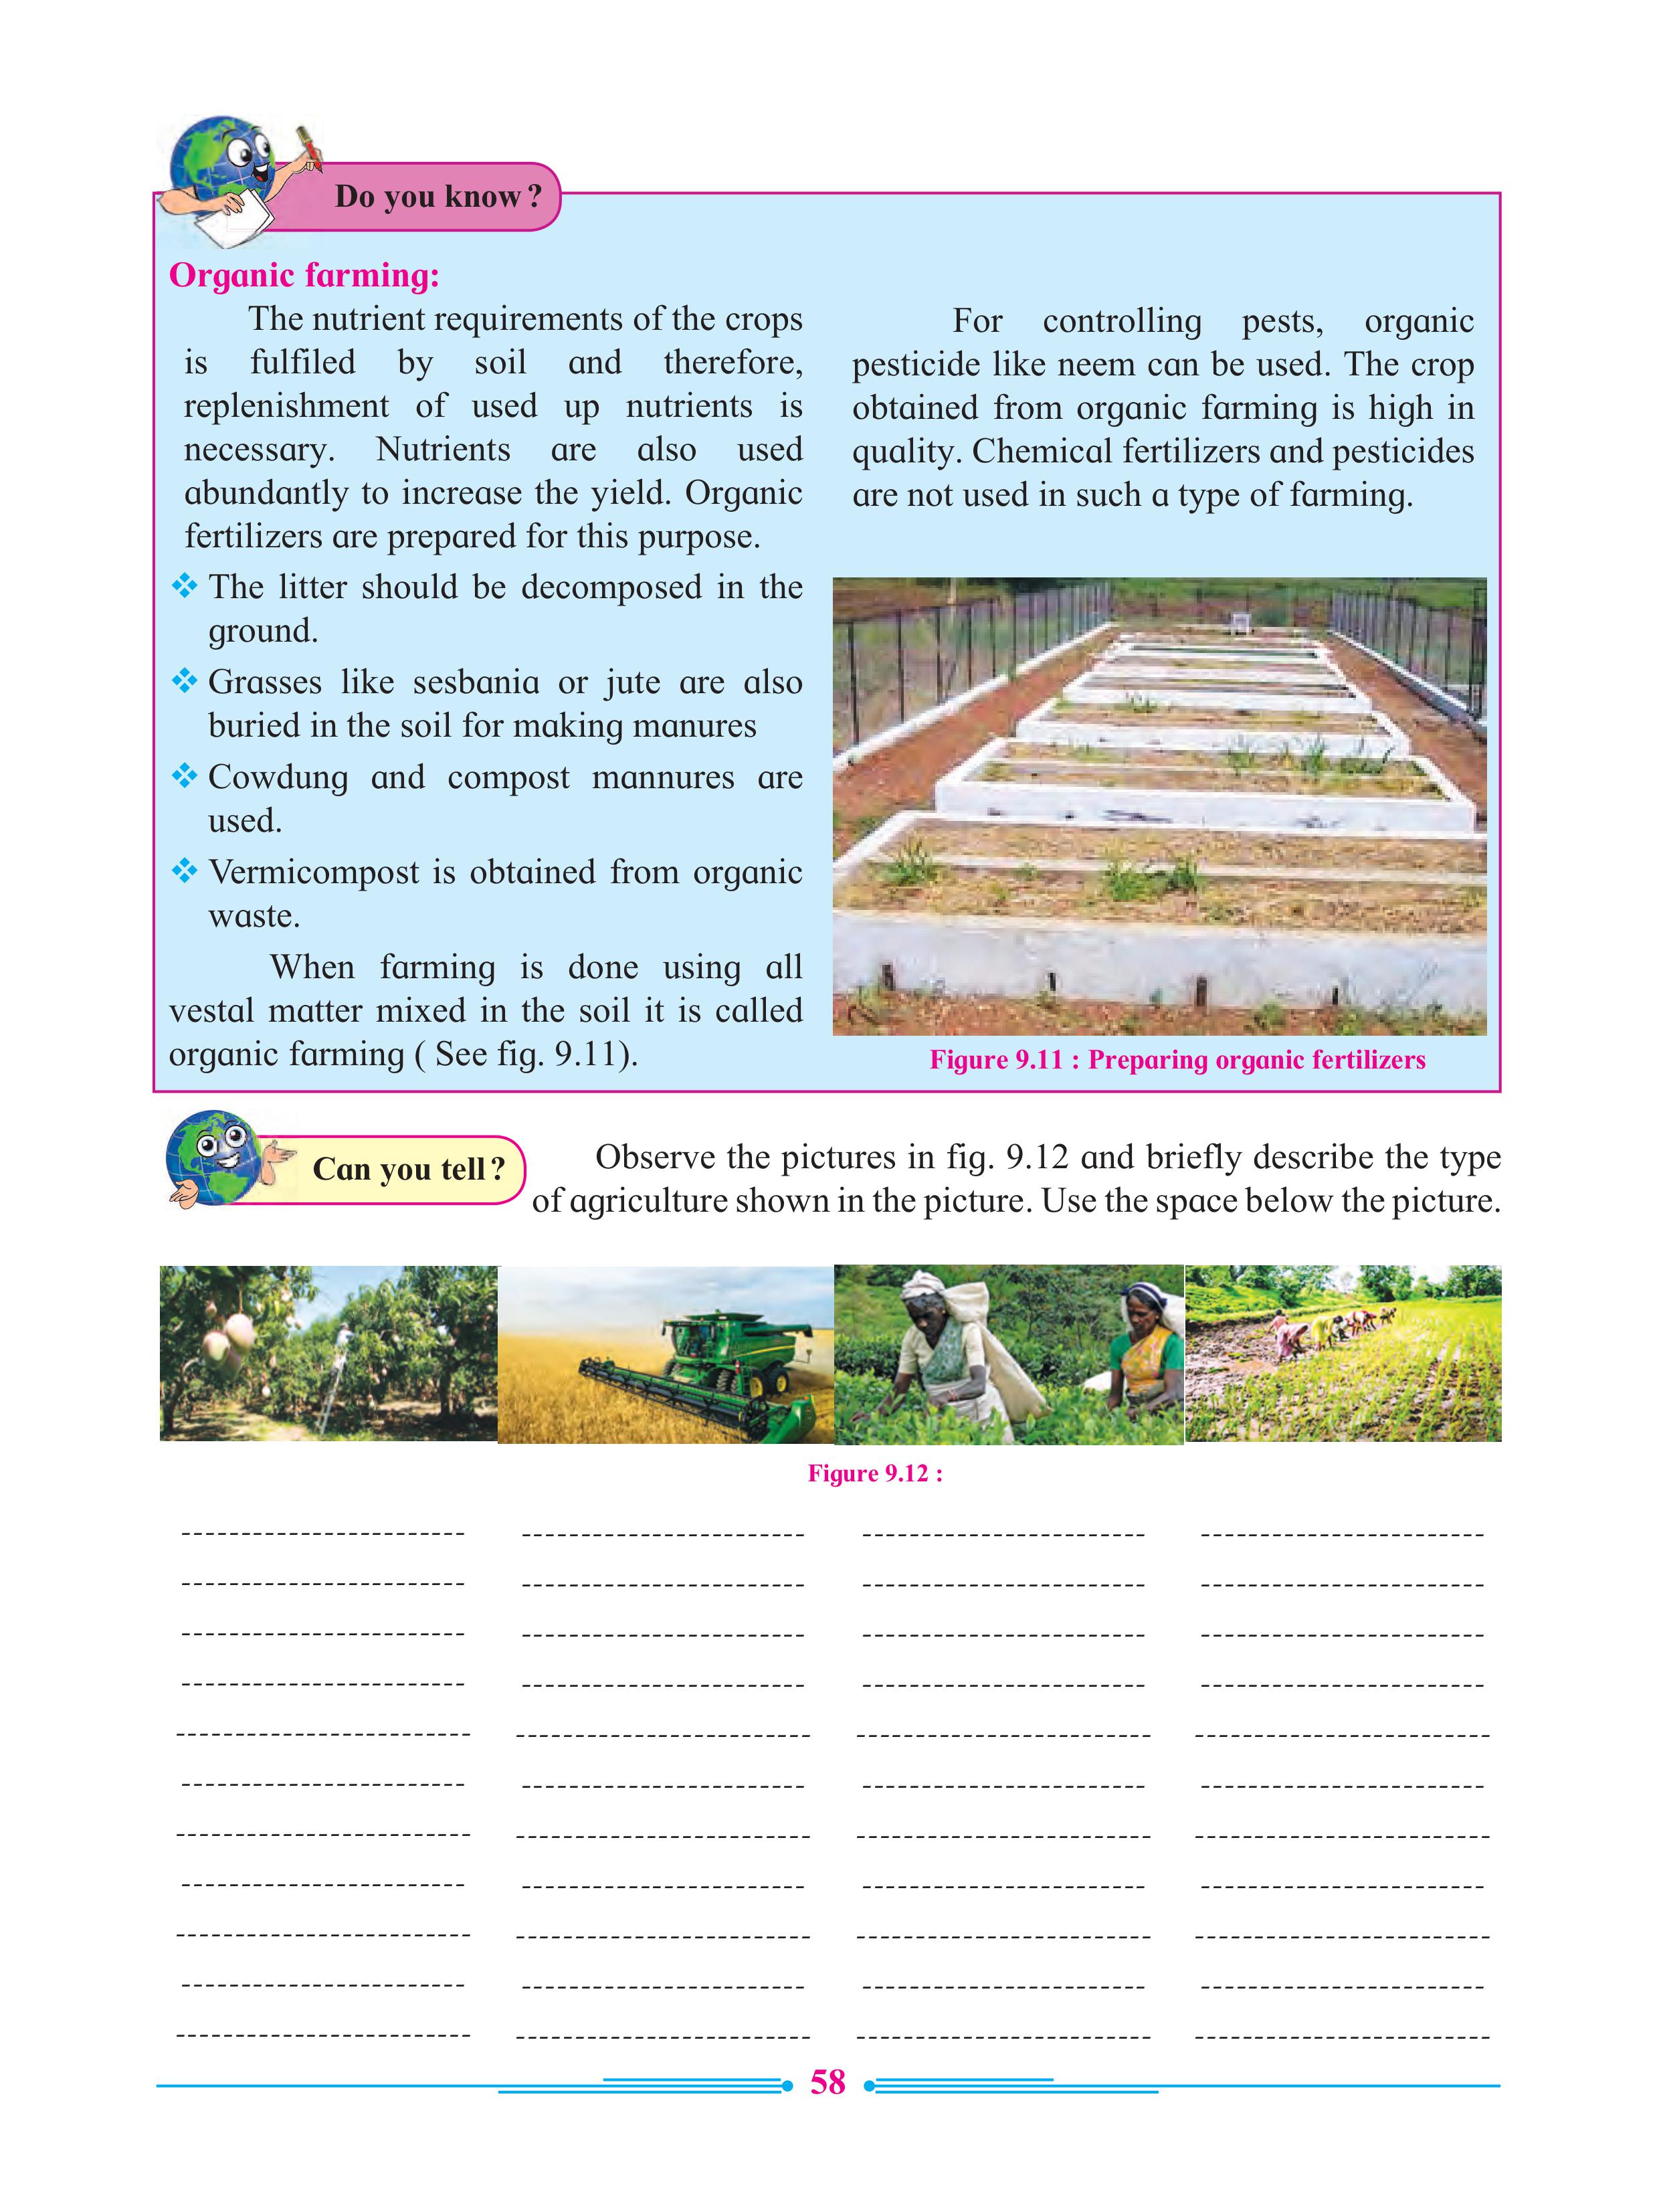 Do you know ?
Organic farming:
The nutrient requirements of the crops
is fulfiled by soil and therefore,
replenishment of used up nutrients is
necessary. Nutrients are also used
abundantly to increase the yield. Organic
fertilizers are prepared for this purpose.
❖ The litter should be decomposed in the
ground.
❖ Grasses like sesbania or jute are also
buried in the soil for making manures
❖ Cowdung and compost mannures are
used.
❖ Vermicompost is obtained from organic
waste.
When farming is done using all
vestal matter mixed in the soil it is called
organic farming ( See fig. 9.11).
For controlling pests, organic
pesticide like neem can be used. The crop
obtained from organic farming is high in
quality. Chemical fertilizers and pesticides
are not used in such a type of farming.
Figure 9.11 : Preparing organic fertilizers
Can you tell ?
Observe the pictures in fig. 9.12 and briefly describe the type
of agriculture shown in the picture. Use the space below the picture.
Figure 9.12 :
58